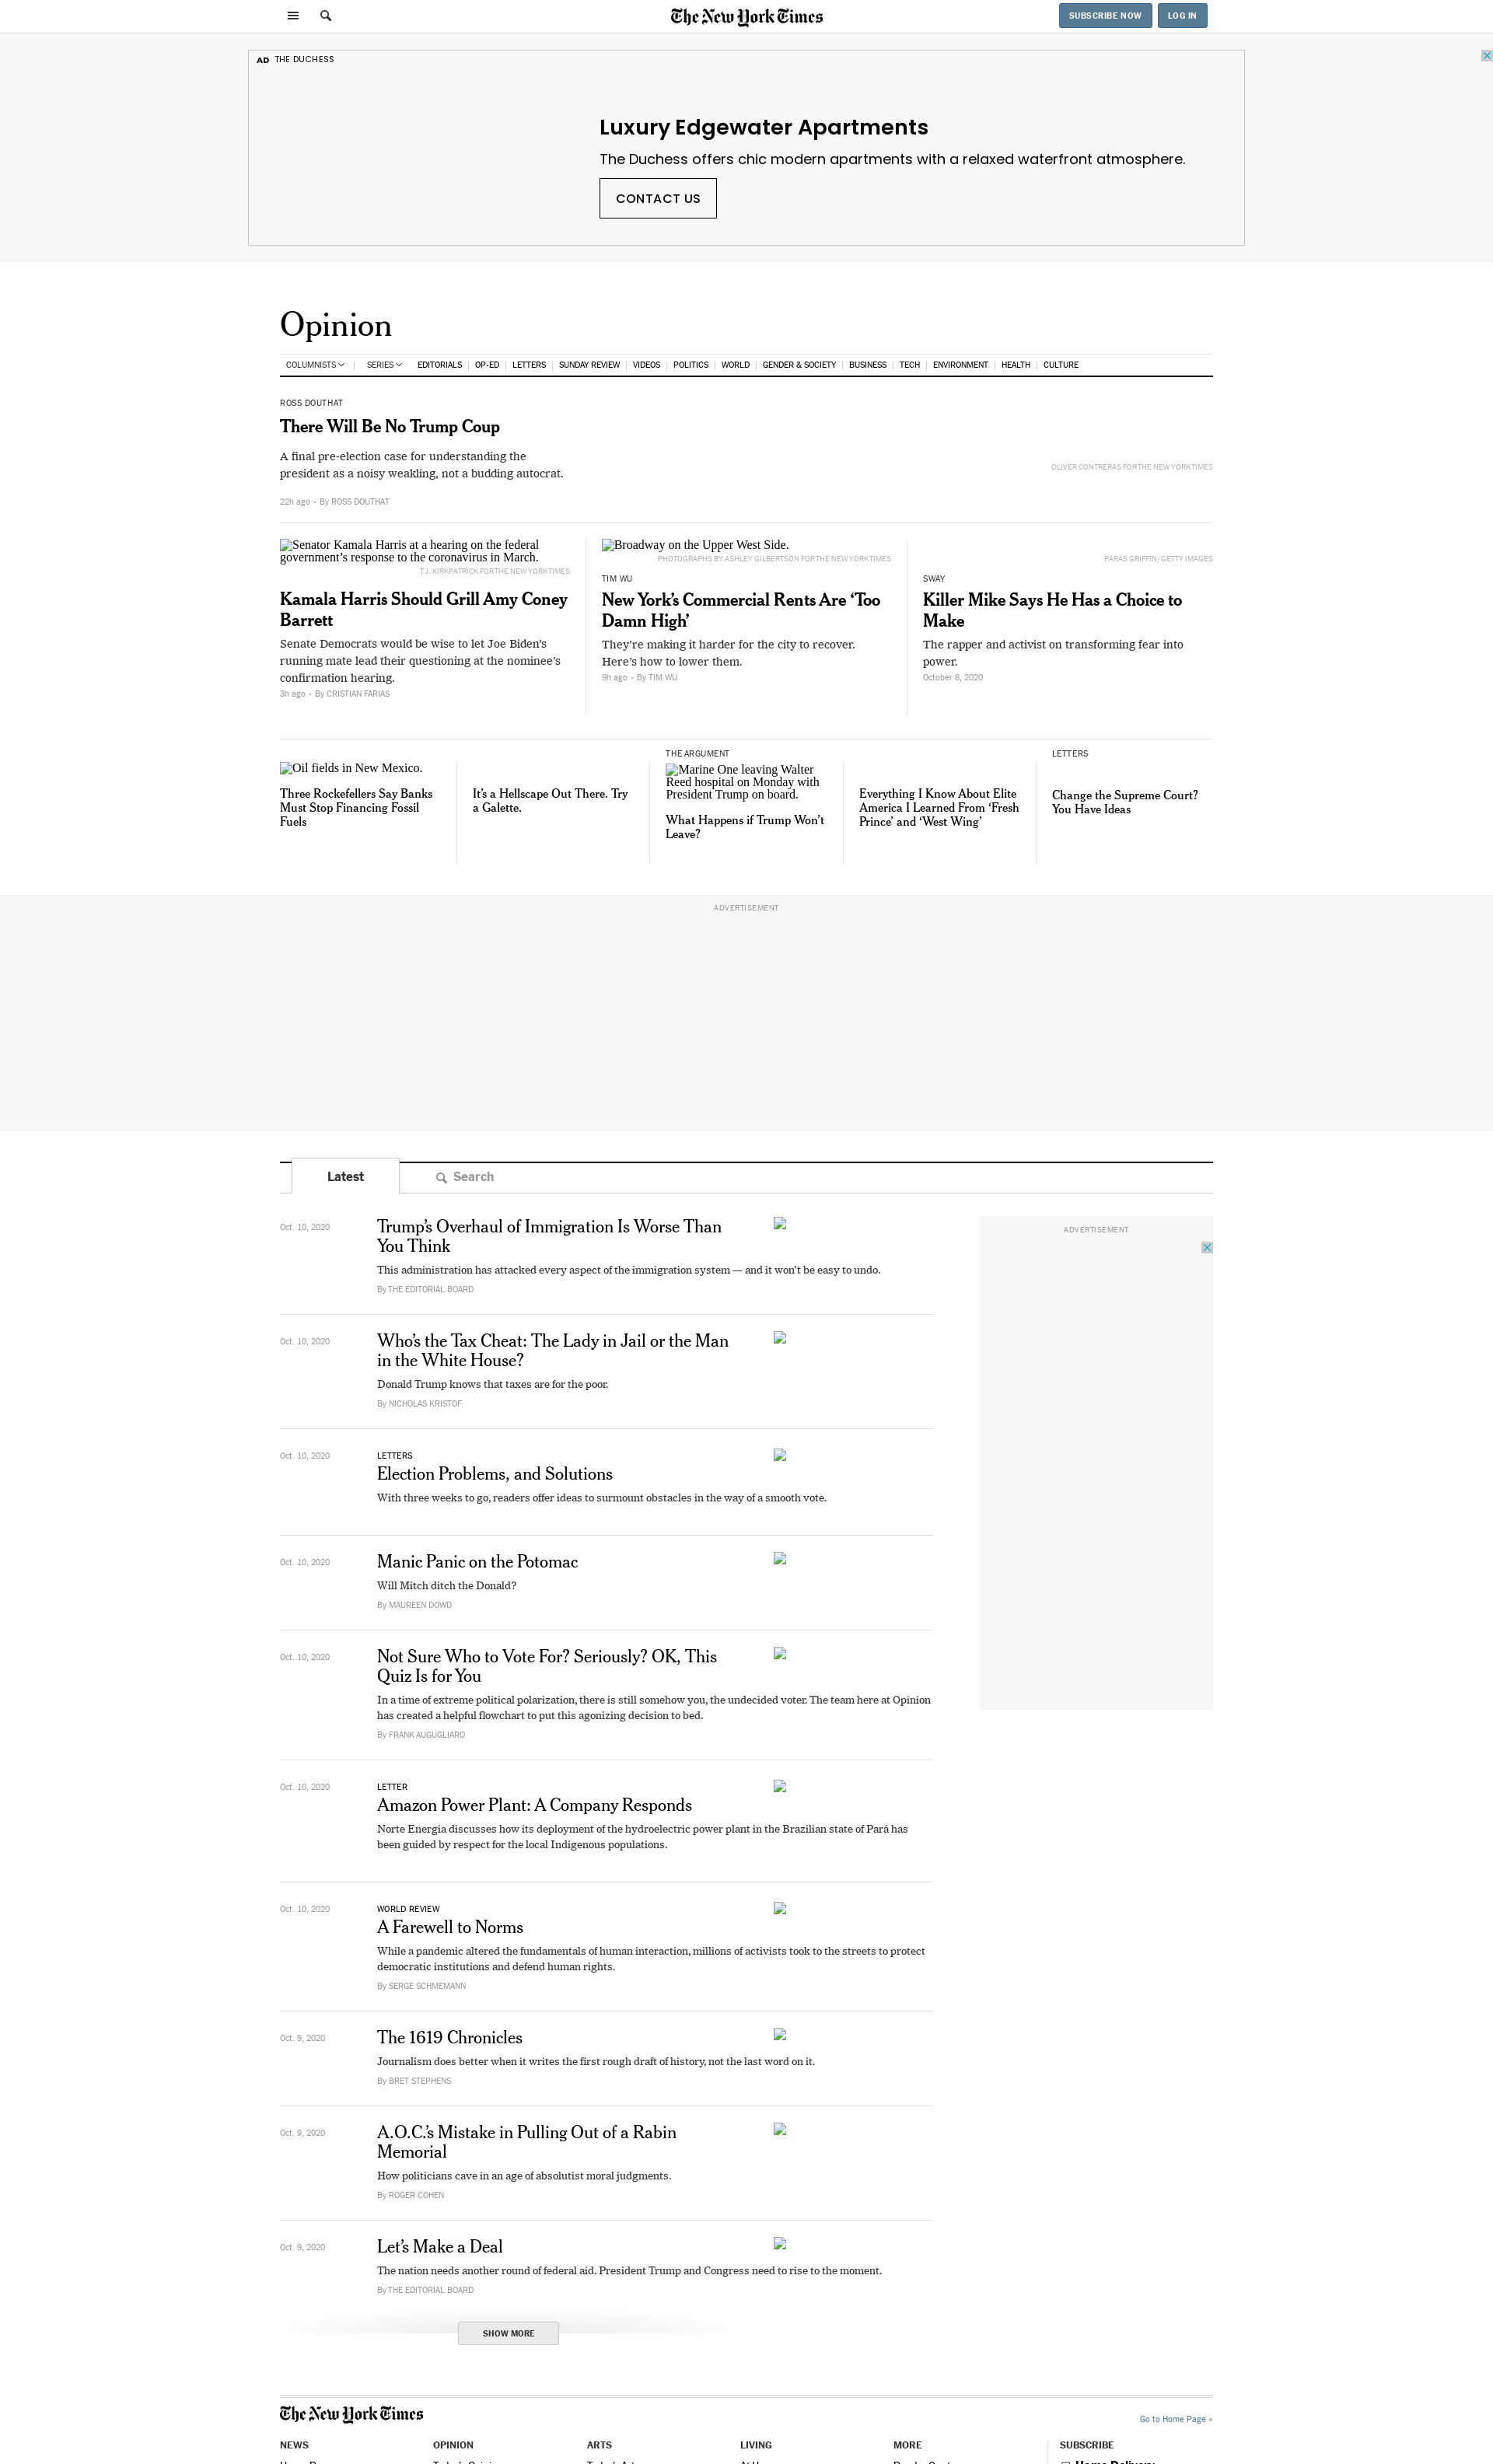 The New York Times
SUBSCRIBE NOW
LOG IN
AD THE DUCHESS
Luxury Edgewater Apartments
The Duchess offers chic modern apartments with a relaxed waterfront atmosphere.
CONTACT US
Opinion
COLUMNISTS | SERIES EDITORIALS | OP-ED | LETTERS | SUNDAY REVIEW | VIDEOS | POLITICS | WORLD | GENDER & SOCIETY | BUSINESS | TECH | ENVIRONMENT | HEALTH | CULTURE
ROSS DOUTHAT
There Will Be No Trump Coup
A final pre-election case for understanding the
president as a noisy weakling, not a budding autocrat.
22h ago • By ROSS DOUTHAT
OLIVER CONTRERAS FOR THE NEW YORK TIMES
Senator Kamala Harris at a hearing on the federal
government’s response to the coronavirus in March.
T.J. KIRKPATRICK FOR THE NEW YORK TIMES
Kamala Harris Should Grill Amy Coney
Barrett
Senate Democrats would be wise to let Joe Biden’s
running mate lead their questioning at the nominee’s
confirmation hearing.
3h ago • By CRISTIAN FARIAS
Broadway on the Upper West Side.
PHOTOGRAPHS BY ASHLEY GILBERTSON FOR THE NEW YORK TIMES
TIM WU
New York’s Commercial Rents Are ‘Too
Damn High’
They’re making it harder for the city to recover.
Here’s how to lower them.
9h ago • By TIM WU
PARAS GRIFFIN/GETTY IMAGES
SWAY
Killer Mike Says He Has a Choice to
Make
The rapper and activist on transforming fear into
power.
October 8, 2020
Oil fields in New Mexico.
Three Rockefellers Say Banks
Must Stop Financing Fossil
Fuels
It’s a Hellscape Out There. Try
a Galette.
THE ARGUMENT
Marine One leaving Walter
Reed hospital on Monday with
President Trump on board.
What Happens if Trump Won’t
Leave?
Everything I Know About Elite
America I Learned From ‘Fresh
Prince’ and ‘West Wing’
LETTERS
Change the Supreme Court?
You Have Ideas
ADVERTISEMENT
Latest
Search
ADVERTISEMENT
Oct. 10, 2020
Trump’s Overhaul of Immigration Is Worse Than
You Think
This administration has attacked every aspect of the immigration system — and it won’t be easy to undo.
By THE EDITORIAL BOARD
Oct. 10, 2020
Who’s the Tax Cheat: The Lady in Jail or the Man
in the White House?
Donald Trump knows that taxes are for the poor.
By NICHOLAS KRISTOF
Oct. 10, 2020
LETTERS
Election Problems, and Solutions
With three weeks to go, readers offer ideas to surmount obstacles in the way of a smooth vote.
Oct. 10, 2020
Manic Panic on the Potomac
Will Mitch ditch the Donald?
By MAUREEN DOWD
Oct. 10, 2020
Not Sure Who to Vote For? Seriously? OK, This
Quiz Is for You
In a time of extreme political polarization, there is still somehow you, the undecided voter. The team here at Opinion
has created a helpful flowchart to put this agonizing decision to bed.
By FRANK AUGUGLIARO
Oct. 10, 2020
LETTER
Amazon Power Plant: A Company Responds
Norte Energia discusses how its deployment of the hydroelectric power plant in the Brazilian state of Pará has
been guided by respect for the local Indigenous populations.
Oct. 10, 2020
WORLD REVIEW
A Farewell to Norms
While a pandemic altered the fundamentals of human interaction, millions of activists took to the streets to protect
democratic institutions and defend human rights.
By SERGE SCHMEMANN
Oct. 9, 2020
The 1619 Chronicles
Journalism does better when it writes the first rough draft of history, not the last word on it.
By BRET STEPHENS
Oct. 9, 2020
A.O.C.’s Mistake in Pulling Out of a Rabin
Memorial
How politicians cave in an age of absolutist moral judgments.
By ROGER COHEN
Oct. 9, 2020
Let’s Make a Deal
The nation needs another round of federal aid. President Trump and Congress need to rise to the moment.
By THE EDITORIAL BOARD
SHOW MORE
The New York Times
Go to Home Page »
NEWS
OPINION
ARTS
LIVING
MORE
SUBSCRIBE